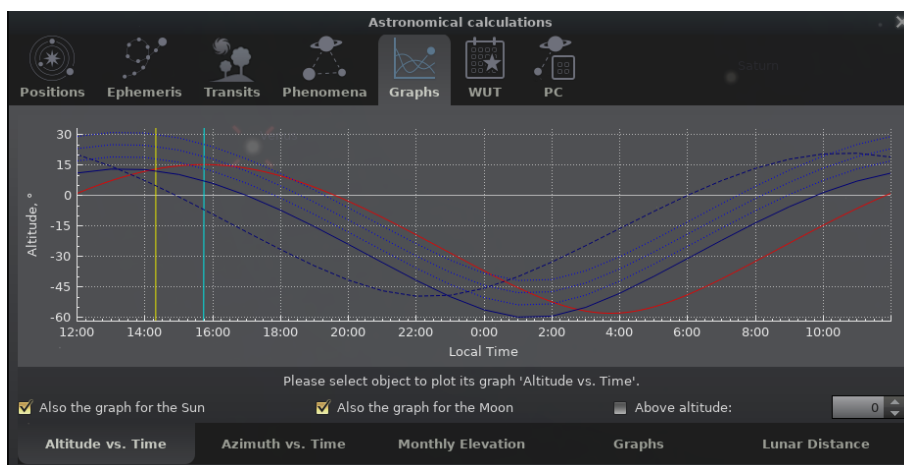 Astronomical calculations
Saturn
Positions Ephemeris Transits Phenomena Graphs WUT PC
30
15
0
-15
-30
-45
-60
Altitude, °
12:00 14:00 16:00 18:00 20:00 22:00 0:00 2:00 4:00 6:00 8:00 10:00
Local Time
Please select object to plot its graph 'Altitude vs. Time'.
Also the graph for the Sun Also the graph for the Moon Above altitude: 0
Altitude vs. Time Azimuth vs. Time Monthly Elevation Graphs Lunar Distance